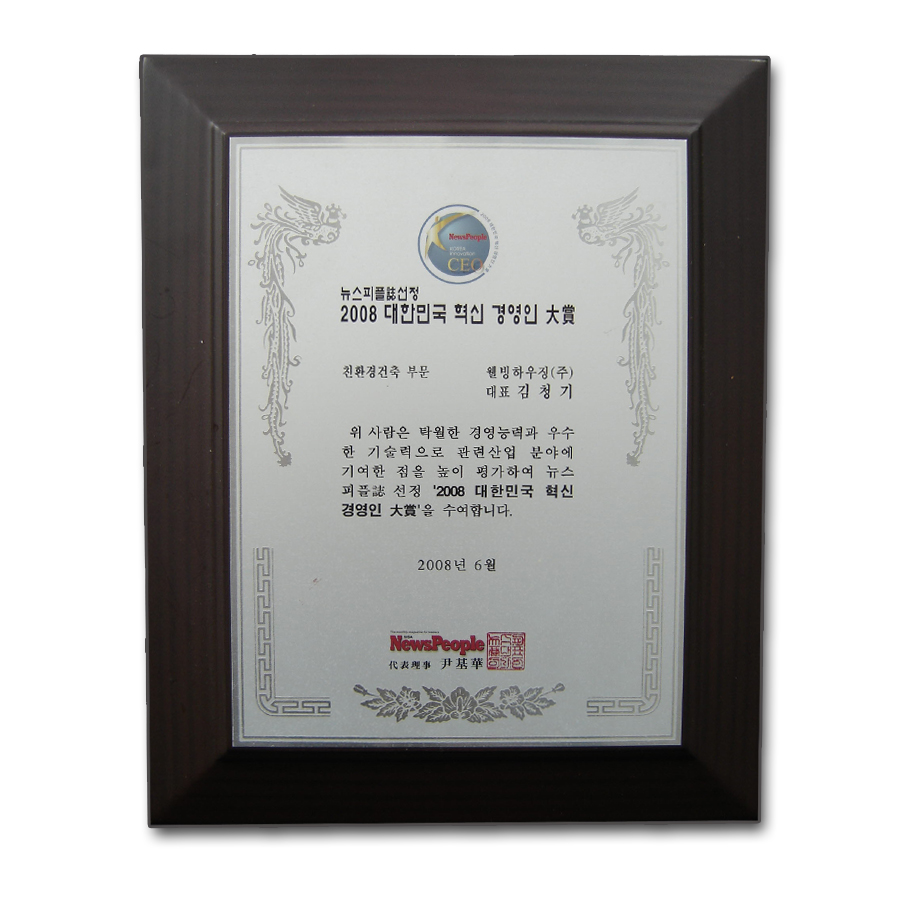 NewsPeople
KOREA
Innovation
CEO
뉴스피플誌선정
2008 대한민국 혁신 경영인 大賞
친환경건축 부문 웰빙하우징(주)
대표 김 청 기
위 사람은 탁월한 경영능력과 우수
한 기술력으로 관련산업 분야에
기여한 점을 높이 평가하여 뉴스
피플誌 선정 '2008 대한민국 혁신
경영인 大賞'을 수여합니다.
2008년 6월
NewsPeople
代表理事 尹基華